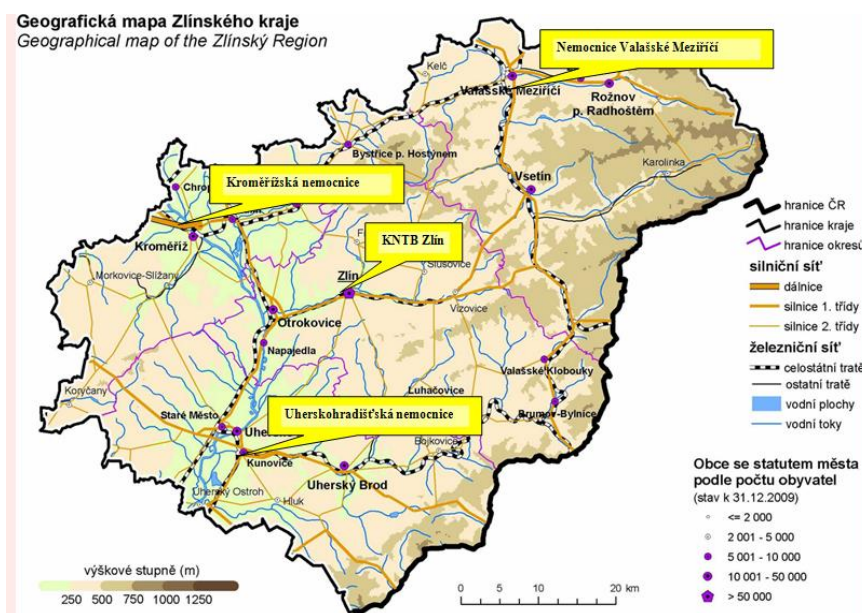 Geografická mapa Zlínského kraje
Geographical map of the Zlínský Region
Nemocnice Valašské Meziříčí
Kelč
Valašské Meziříčí
Rožnov
p. Radhoštěm
Bystřice p. Hostýnem
Karolinka
Vsetín
Chrop
Kroměřížská nemocnice
KNTB Zlín
Kroměříž
Morkovice-Slížany
Zlín
Slušovice
Vizovice
Otrokovice
Napajedla
Valašské Klobouky
Koryčany
Luhačovice
Brumov-Bylnice
Staré Město
Uherskohradišťská nemocnice
Bojkovice
Kunovice
Uherský Brod
Uherský Ostroh
Hluk
hranice ČR
hranice kraje
hranice okresů
silniční síť
dálnice
silnice 1. třídy
silnice 2. třídy
železniční síť
celostátní tratě
ostatní tratě
vodní plochy
vodní toky
Obce se statutem města
podle počtu obyvatel
(stav k 31.12.2009)
<= 2 000
2 001 - 5 000
5 001 - 10 000
10 001 - 50 000
> 50 000
výškové stupně (m)
250 500 750 1000 1250
0 5 10 20 km